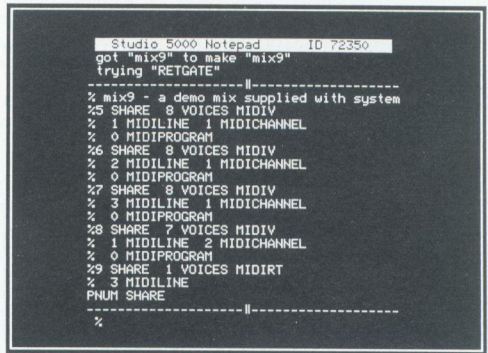 Studio 5000 Notepad ID 72350
got "mix9" to make "mix9"
trying "RETGATE"
--------------------||--------------------
% mix9 - a demo mix supplied with system
%5 SHARE 8 VOICES MIDIV
% 1 MIDILINE 1 MIDICHANNEL
% 0 MIDIPROGRAM
%6 SHARE 8 VOICES MIDIV
% 2 MIDILINE 1 MIDICHANNEL
% 0 MIDIPROGRAM
%7 SHARE 8 VOICES MIDIV
% 3 MIDILINE 1 MIDICHANNEL
% 0 MIDIPROGRAM
%8 SHARE 7 VOICES MIDIV
% 1 MIDILINE 2 MIDICHANNEL
% 0 MIDIPROGRAM
%9 SHARE 1 VOICES MIDIRT
% 3 MIDILINE
PNUM SHARE
--------------------||--------------------
%